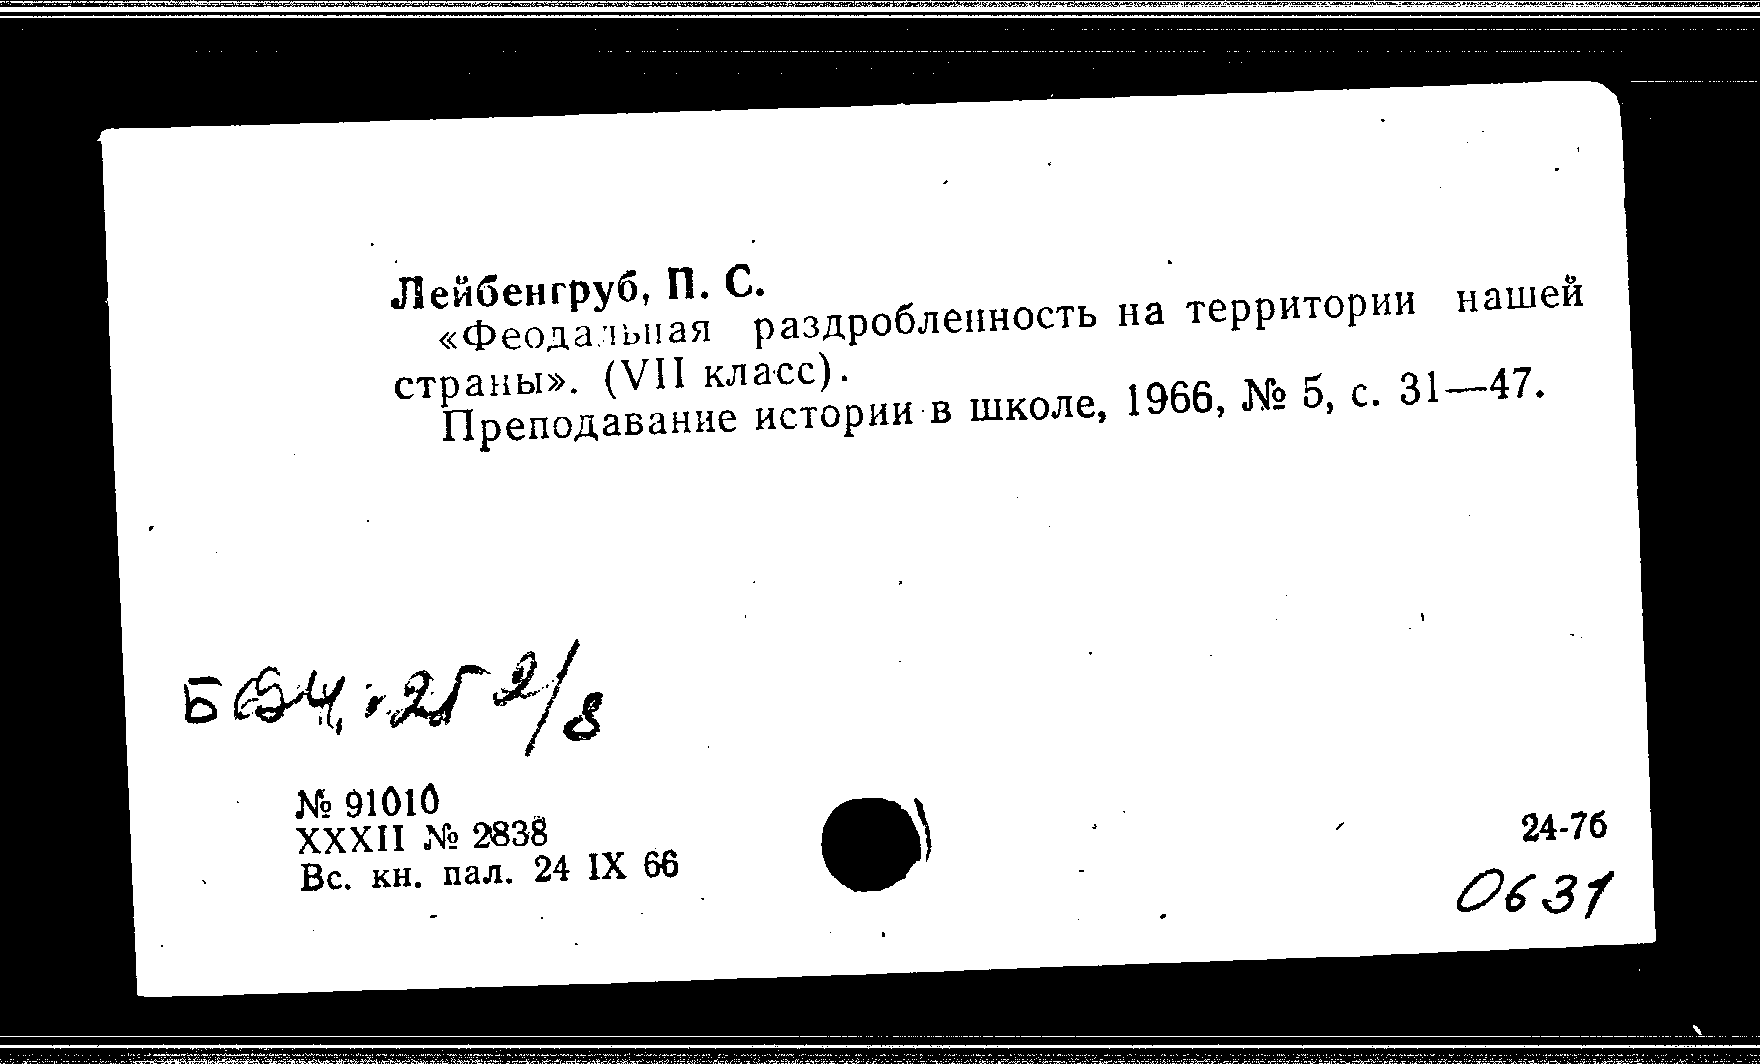 Лейбенгруб, П. С.
«Феодальная раздробленность на территории нашей
страны». (VII класс).
Преподавание истории в школе, 1966, № 5, с. 31—47.
№ 91010
XXXII № 2838
Вс. кн. пал. 24 IX 66
24-7б
0631